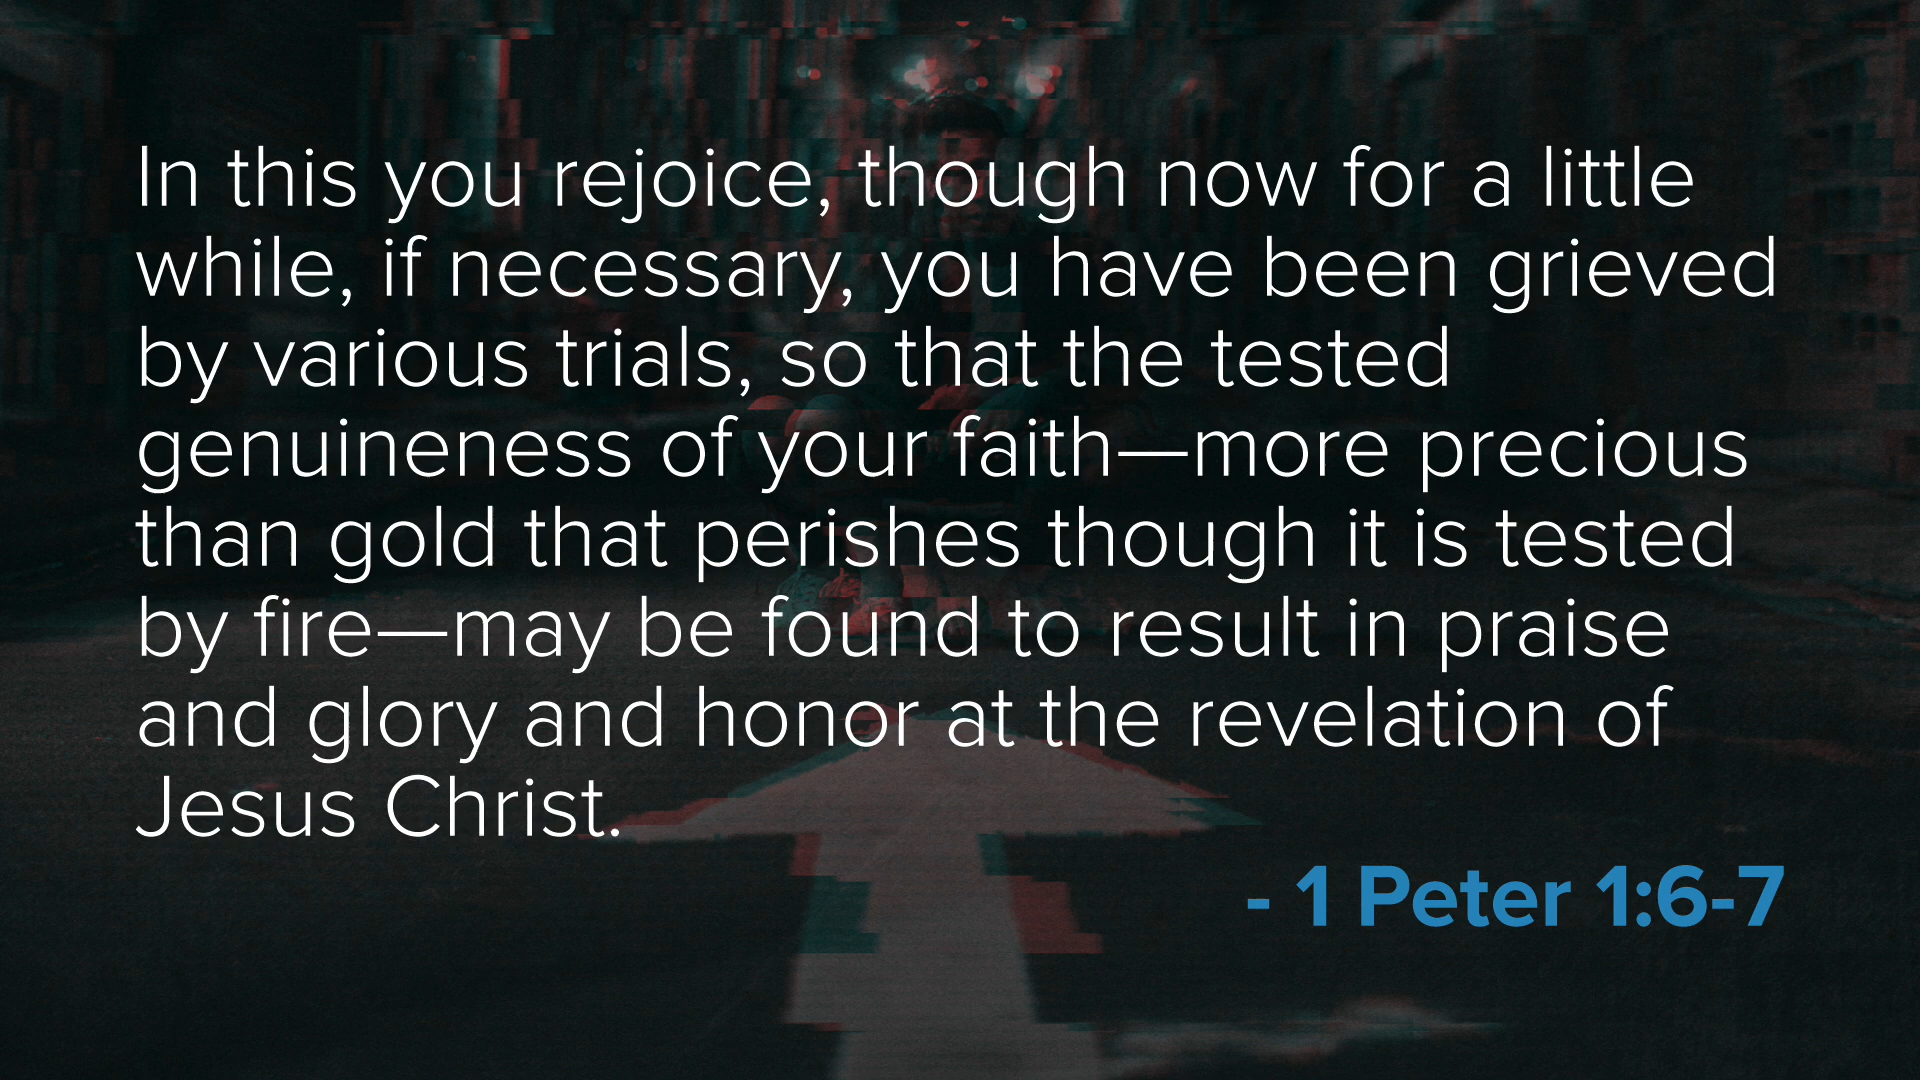 In this you rejoice, though now for a little
while, if necessary, you have been grieved
by various trials, so that the tested
genuineness of your faith—more precious
than gold that perishes though it is tested
by fire—may be found to result in praise
and glory and honor at the revelation of
Jesus Christ.
- 1 Peter 1:6-7